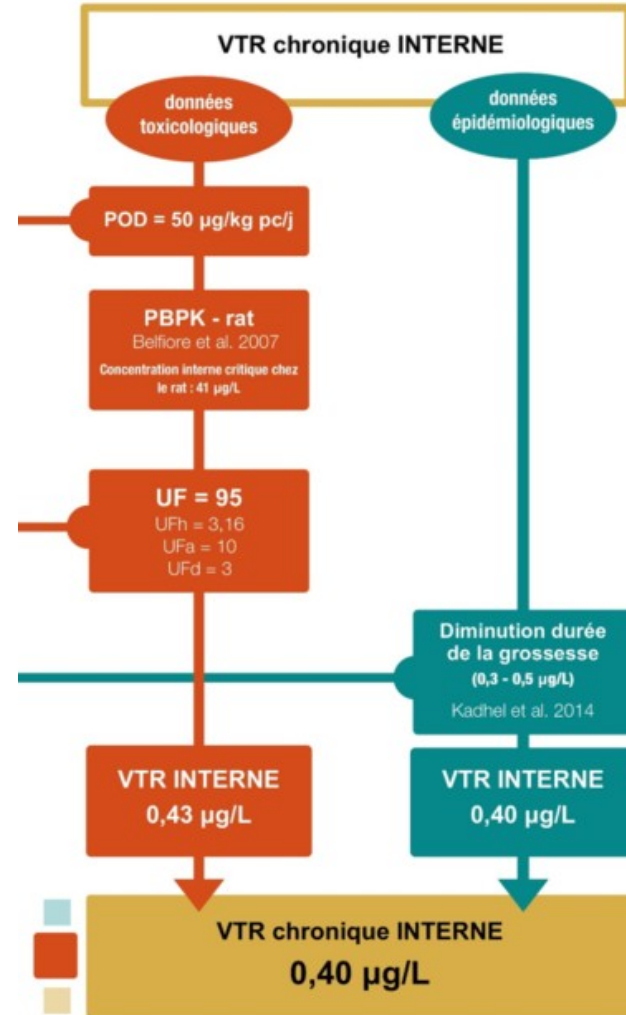 VTR chronique INTERNE
données
toxicologiques
données
épidémiologiques
POD = 50 µg/kg pc/j
PBPK - rat
Belfiore et al. 2007
Concentration interne critique chez
le rat : 41 µg/L
UF = 95
UFh = 3,16
UFa = 10
UFd = 3
Diminution durée
de la grossesse
(0,3 - 0,5 µg/L)
Kadhel et al. 2014
VTR INTERNE
0,43 µg/L
VTR INTERNE
0,40 µg/L
VTR chronique INTERNE
0,40 µg/L